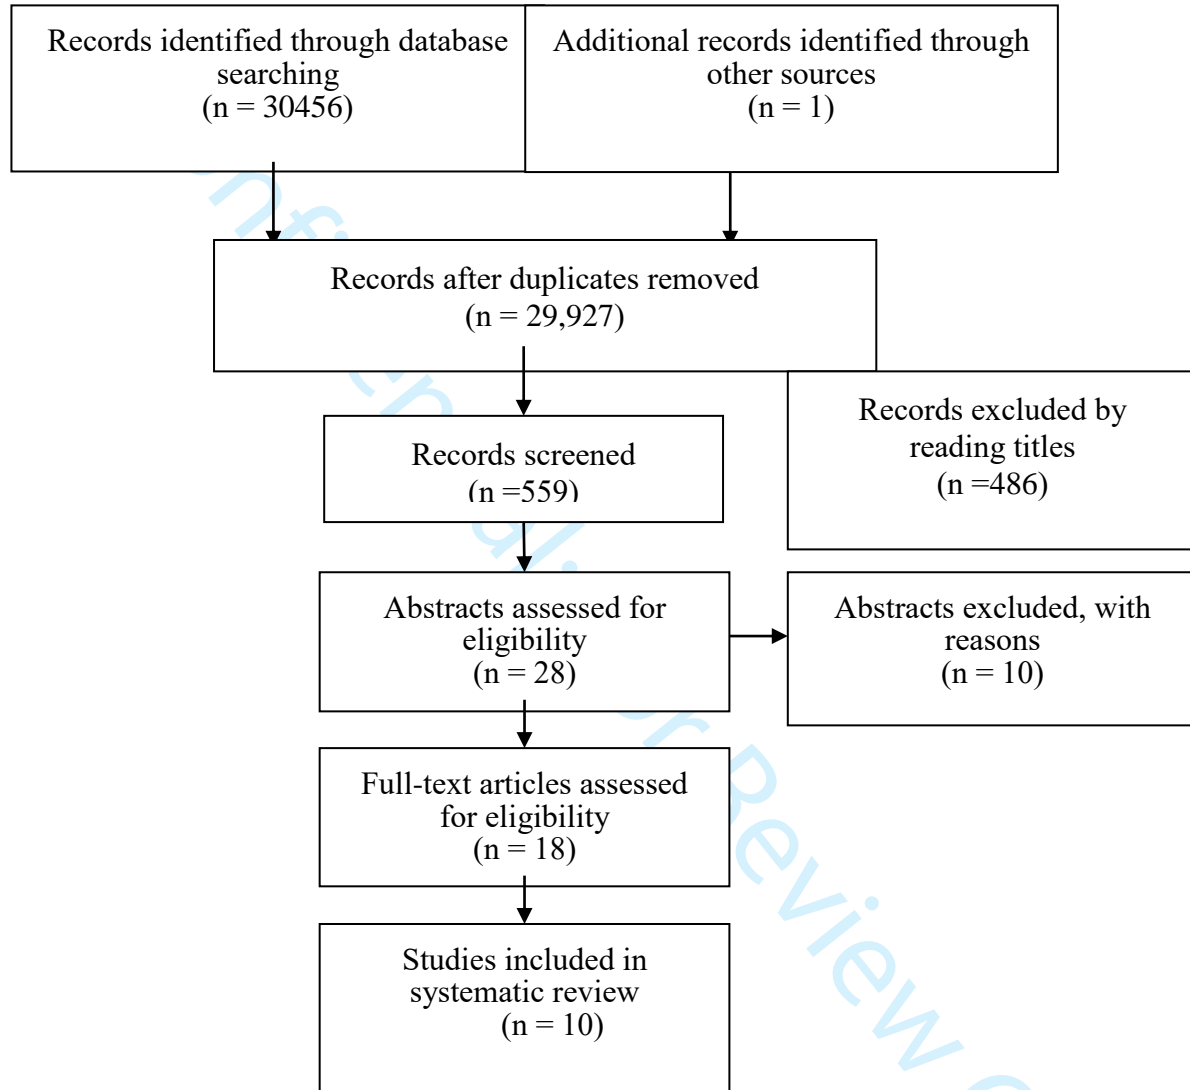 Records identified through database
searching
(n = 30456)
Additional records identified through
other sources
(n = 1)
Records after duplicates removed
(n = 29,927)
Records screened
(n =559)
Records excluded by
reading titles
(n =486)
Abstracts assessed for
eligibility
(n = 28)
Abstracts excluded, with
reasons
(n = 10)
Full-text articles assessed
for eligibility
(n = 18)
Studies included in
systematic review
(n = 10)
Review